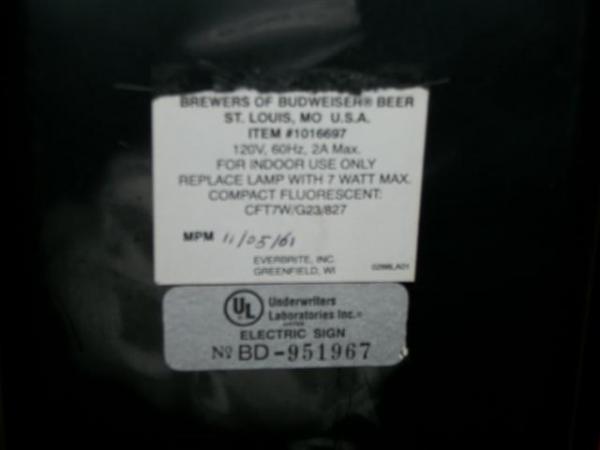 BREWERS OF BUDWEISER® BEER
ST. LOUIS, MO U.S.A.
ITEM #1016697
120V, 60Hz, 2A Max.
FOR INDOOR USE ONLY
REPLACE LAMP WITH 7 WATT MAX.
COMPACT FLUORESCENT:
CFT7W/G23/827
MPM 11/05/61
EVERBRITE, INC.
GREENFIELD, WI
UL Underwriters
Laboratories Inc.®
LISTED
ELECTRIC SIGN
Nº BD-951967